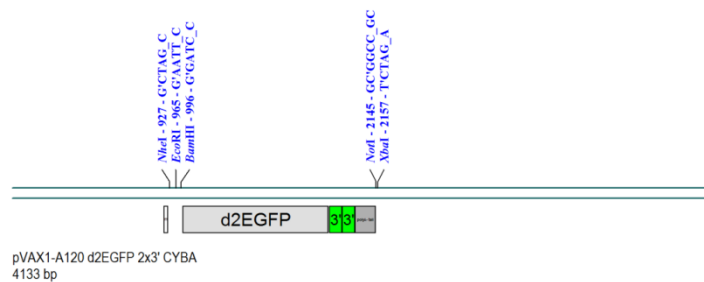 NheI - 927 - G'CTAG_C
EcoRI - 965 - G'AATT_C
BamHI - 996 - G'GATC_C
NotI - 2145 - GC'GGCC_GC
XbaI - 2157 - T'CTAG_A
d2EGFP 3' 3'
pVAX1-A120 d2EGFP 2x3' CYBA
4133 bp